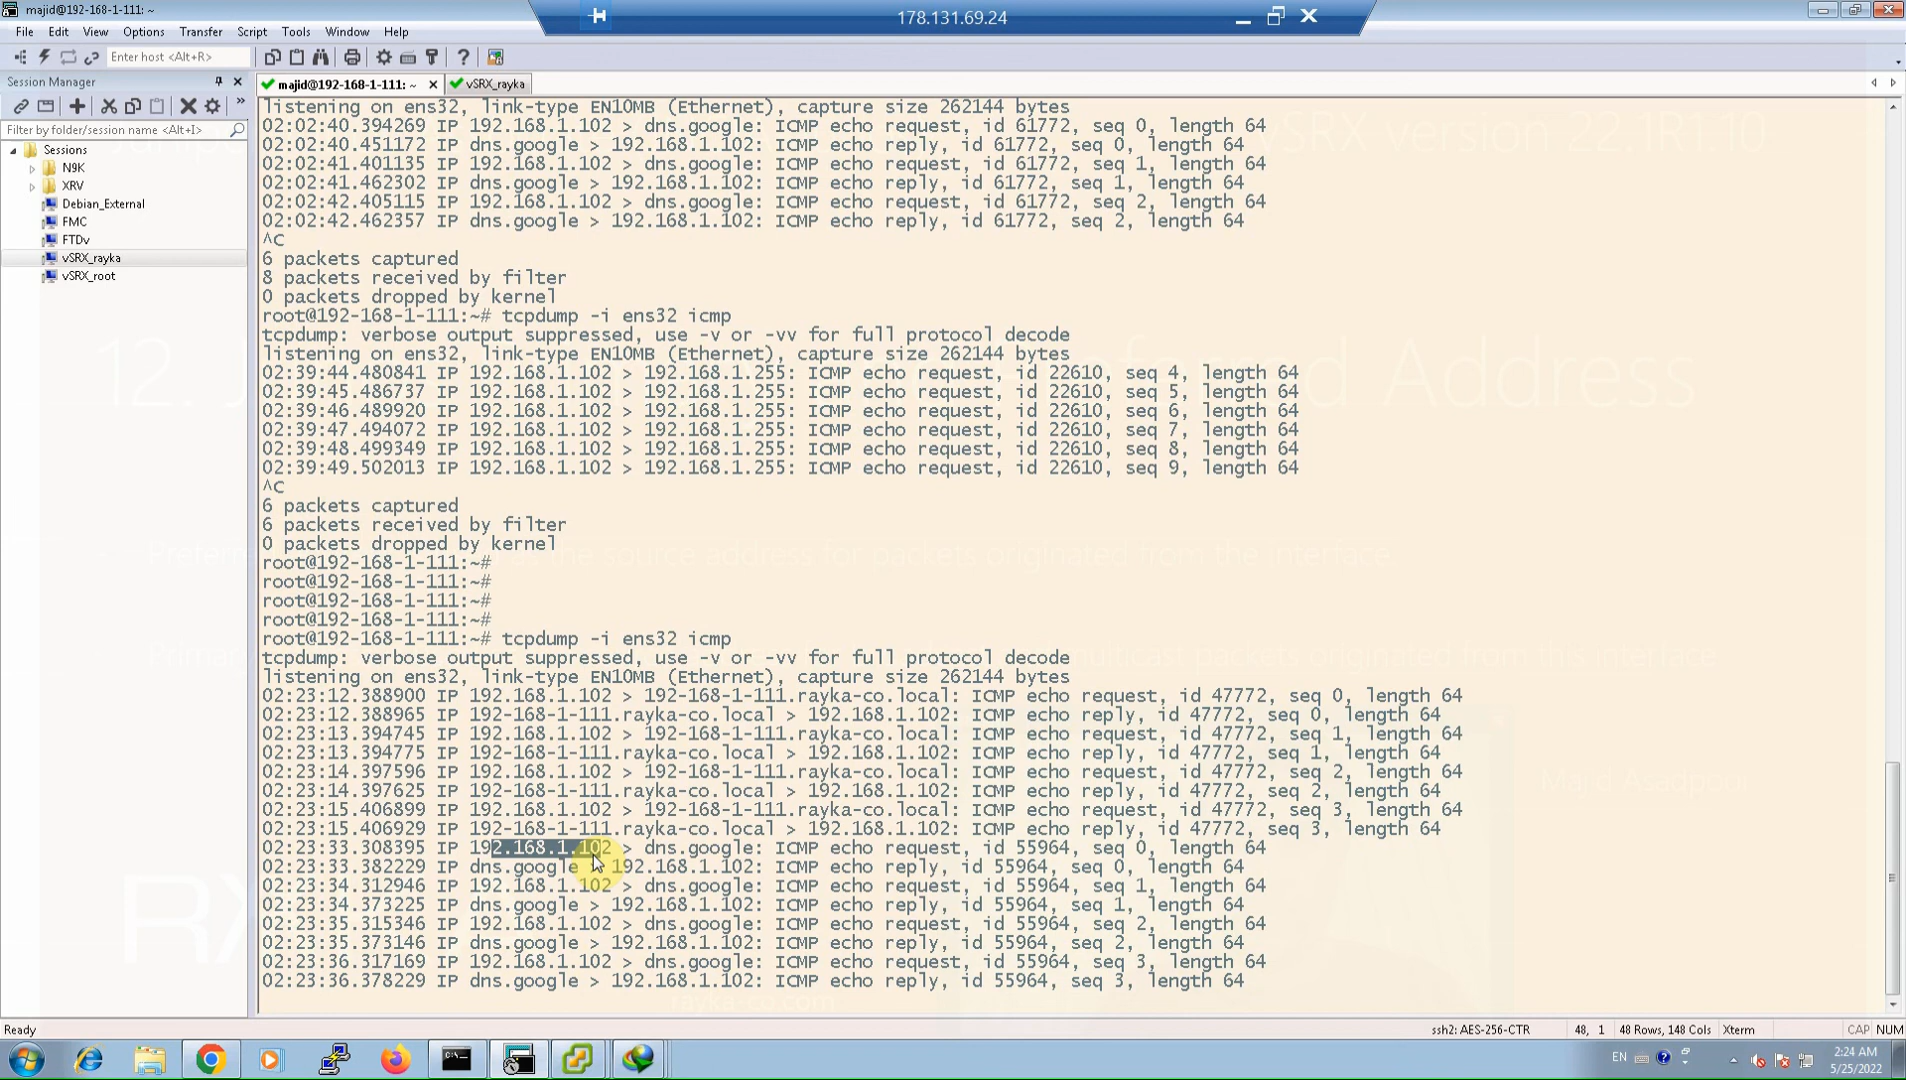 majid@192-168-1-111: ~
178.131.69.24
File Edit View Options Transfer Script Tools Window Help
Enter host <Alt+R>
Session Manager
majid@192-168-1-111: ~
vSRX_rayka
Filter by folder/session name <Alt+I>
Sessions
N9K
XRV
Debian_External
FMC
FTDv
vSRX_rayka
vSRX_root
listening on ens32, link-type EN10MB (Ethernet), capture size 262144 bytes
02:02:40.394269 IP 192.168.1.102 > dns.google: ICMP echo request, id 61772, seq 0, length 64
02:02:40.451172 IP dns.google > 192.168.1.102: ICMP echo reply, id 61772, seq 0, length 64
02:02:41.401135 IP 192.168.1.102 > dns.google: ICMP echo request, id 61772, seq 1, length 64
02:02:41.462302 IP dns.google > 192.168.1.102: ICMP echo reply, id 61772, seq 1, length 64
02:02:42.405115 IP 192.168.1.102 > dns.google: ICMP echo request, id 61772, seq 2, length 64
02:02:42.462357 IP dns.google > 192.168.1.102: ICMP echo reply, id 61772, seq 2, length 64
^C
6 packets captured
8 packets received by filter
0 packets dropped by kernel
root@192-168-1-111:~# tcpdump -i ens32 icmp
tcpdump: verbose output suppressed, use -v or -vv for full protocol decode
listening on ens32, link-type EN10MB (Ethernet), capture size 262144 bytes
02:39:44.480841 IP 192.168.1.102 > 192.168.1.255: ICMP echo request, id 22610, seq 4, length 64
02:39:45.486737 IP 192.168.1.102 > 192.168.1.255: ICMP echo request, id 22610, seq 5, length 64
02:39:46.489920 IP 192.168.1.102 > 192.168.1.255: ICMP echo request, id 22610, seq 6, length 64
02:39:47.494072 IP 192.168.1.102 > 192.168.1.255: ICMP echo request, id 22610, seq 7, length 64
02:39:48.499349 IP 192.168.1.102 > 192.168.1.255: ICMP echo request, id 22610, seq 8, length 64
02:39:49.502013 IP 192.168.1.102 > 192.168.1.255: ICMP echo request, id 22610, seq 9, length 64
^C
6 packets captured
6 packets received by filter
0 packets dropped by kernel
root@192-168-1-111:~#
root@192-168-1-111:~#
root@192-168-1-111:~#
root@192-168-1-111:~#
root@192-168-1-111:~# tcpdump -i ens32 icmp
tcpdump: verbose output suppressed, use -v or -vv for full protocol decode
listening on ens32, link-type EN10MB (Ethernet), capture size 262144 bytes
02:23:12.388900 IP 192.168.1.102 > 192-168-1-111.rayka-co.local: ICMP echo request, id 47772, seq 0, length 64
02:23:12.388965 IP 192-168-1-111.rayka-co.local > 192.168.1.102: ICMP echo reply, id 47772, seq 0, length 64
02:23:13.394745 IP 192.168.1.102 > 192-168-1-111.rayka-co.local: ICMP echo request, id 47772, seq 1, length 64
02:23:13.394775 IP 192-168-1-111.rayka-co.local > 192.168.1.102: ICMP echo reply, id 47772, seq 1, length 64
02:23:14.397596 IP 192.168.1.102 > 192-168-1-111.rayka-co.local: ICMP echo request, id 47772, seq 2, length 64
02:23:14.397625 IP 192-168-1-111.rayka-co.local > 192.168.1.102: ICMP echo reply, id 47772, seq 2, length 64
02:23:15.406899 IP 192.168.1.102 > 192-168-1-111.rayka-co.local: ICMP echo request, id 47772, seq 3, length 64
02:23:15.406929 IP 192-168-1-111.rayka-co.local > 192.168.1.102: ICMP echo reply, id 47772, seq 3, length 64
02:23:33.308395 IP 192.168.1.102 > dns.google: ICMP echo request, id 55964, seq 0, length 64
02:23:33.382229 IP dns.google > 192.168.1.102: ICMP echo reply, id 55964, seq 0, length 64
02:23:34.312946 IP 192.168.1.102 > dns.google: ICMP echo request, id 55964, seq 1, length 64
02:23:34.373225 IP dns.google > 192.168.1.102: ICMP echo reply, id 55964, seq 1, length 64
02:23:35.315346 IP 192.168.1.102 > dns.google: ICMP echo request, id 55964, seq 2, length 64
02:23:35.373146 IP dns.google > 192.168.1.102: ICMP echo reply, id 55964, seq 2, length 64
02:23:36.317169 IP 192.168.1.102 > dns.google: ICMP echo request, id 55964, seq 3, length 64
02:23:36.378229 IP dns.google > 192.168.1.102: ICMP echo reply, id 55964, seq 3, length 64
vSRX version 22.1R1.10
12.
Address
the source address for packets originated from the interface
packets originated from this interface
Majid Asadpour
rayka-co.com
Ready
ssh2: AES-256-CTR 48, 1 48 Rows, 148 Cols Xterm CAP NUM
EN
2:24 AM
5/25/2022